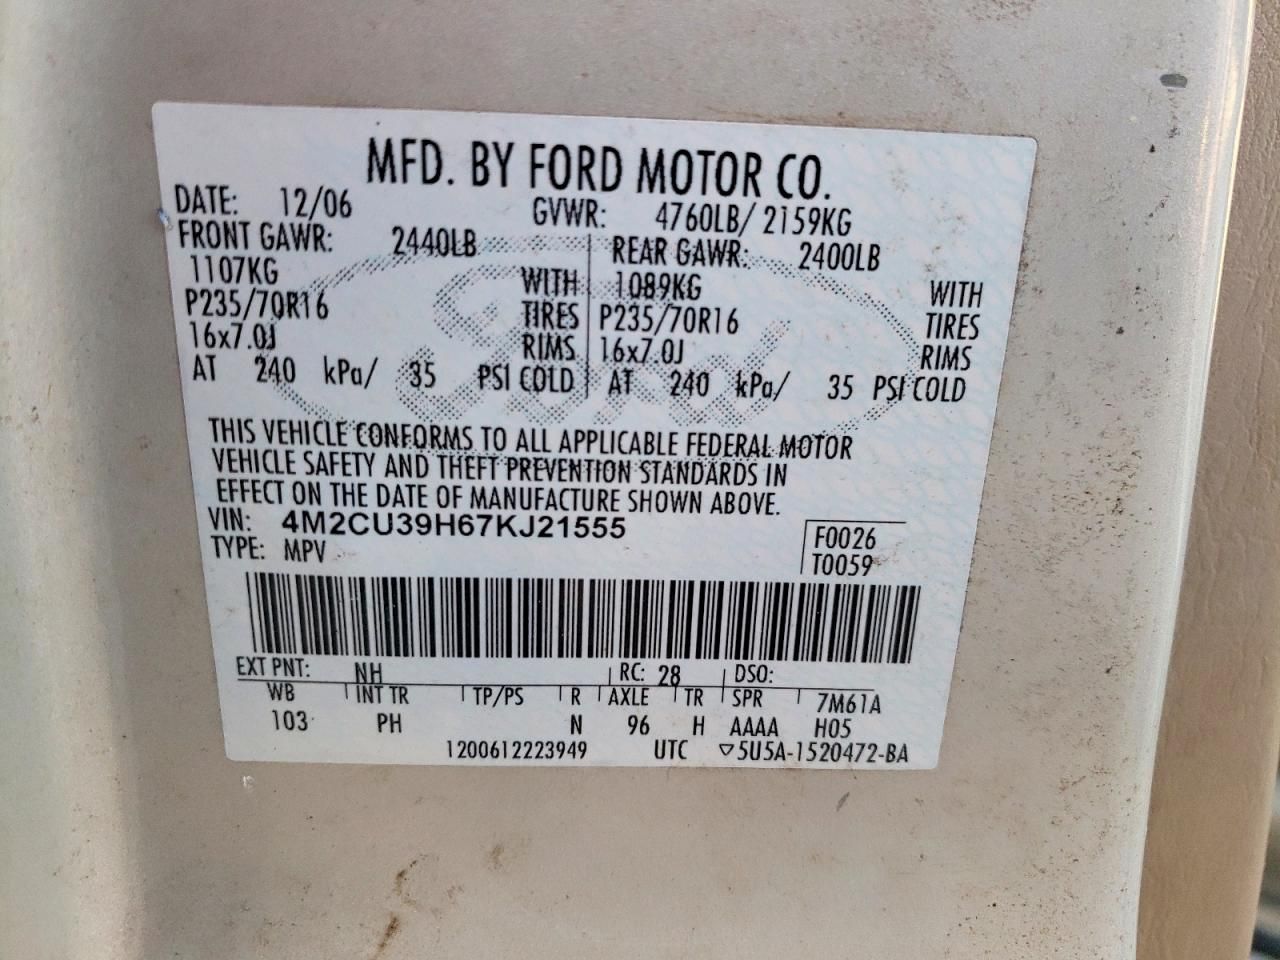 MFD. BY FORD MOTOR CO.
DATE: 12/06 GVWR: 4760LB/ 2159KG
FRONT GAWR: 2440LB REAR GAWR: 2400LB
1107KG WITH 1089KG WITH
P235/70R16 TIRES P235/70R16 TIRES
16x7.0J RIMS 16x7.0J RIMS
AT 240 kPa/ 35 PSI COLD AT 240 kPa/ 35 PSI COLD
THIS VEHICLE CONFORMS TO ALL APPLICABLE FEDERAL MOTOR
VEHICLE SAFETY AND THEFT PREVENTION STANDARDS IN
EFFECT ON THE DATE OF MANUFACTURE SHOWN ABOVE.
VIN: 4M2CU39H67KJ21555 F0026
TYPE: MPV T0059
EXT PNT: NH RC: 28 DSO:
WB INT TR TP/PS R AXLE TR SPR 7M61A
103 PH N 96 H AAAA H05
1200612223949 UTC ▽5U5A-1520472-BA
Ford